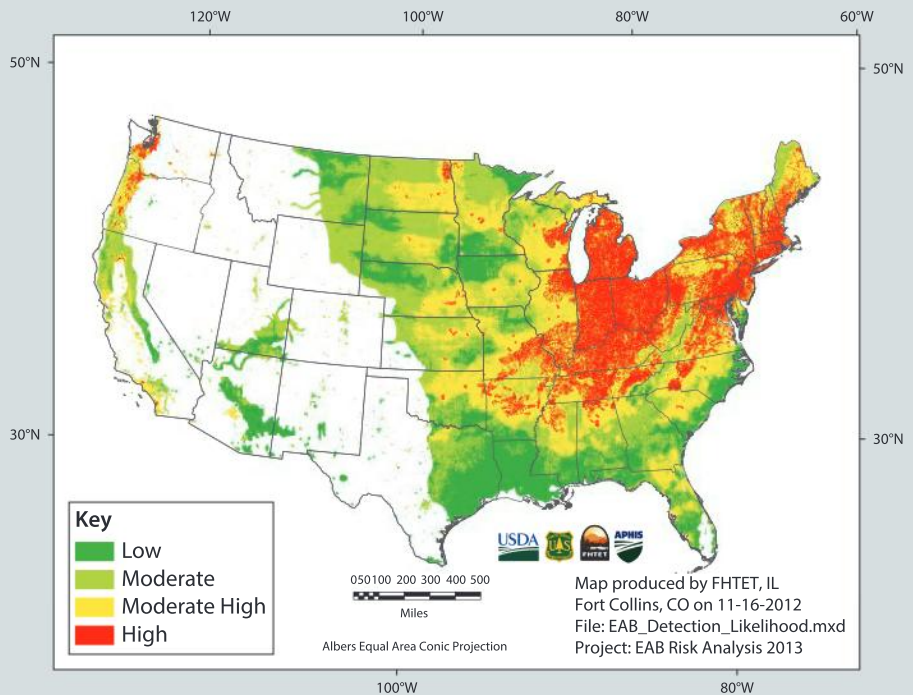 120°W 100°W 80°W 60°W
50°N 50°N
30°N 30°N
Key
Low
Moderate
Moderate High
High
USDA UAS FHTET APHIS
050100 200 300 400 500
Miles
Albers Equal Area Conic Projection
Map produced by FHTET, IL
Fort Collins, CO on 11-16-2012
File: EAB_Detection_Likelihood.mxd
Project: EAB Risk Analysis 2013
100°W 80°W